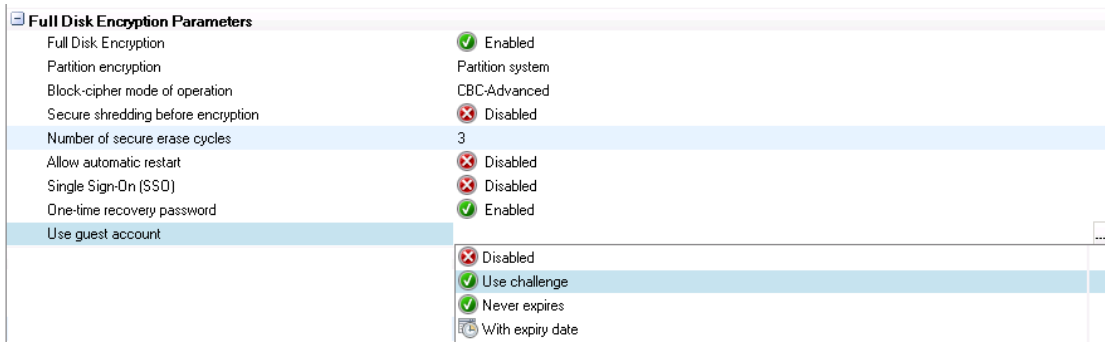 Full Disk Encryption Parameters
Full Disk Encryption Enabled
Partition encryption Partition system
Block-cipher mode of operation CBC-Advanced
Secure shredding before encryption Disabled
Number of secure erase cycles 3
Allow automatic restart Disabled
Single Sign-On (SSO) Disabled
One-time recovery password Enabled
Use guest account ...
Disabled
Use challenge
Never expires
With expiry date